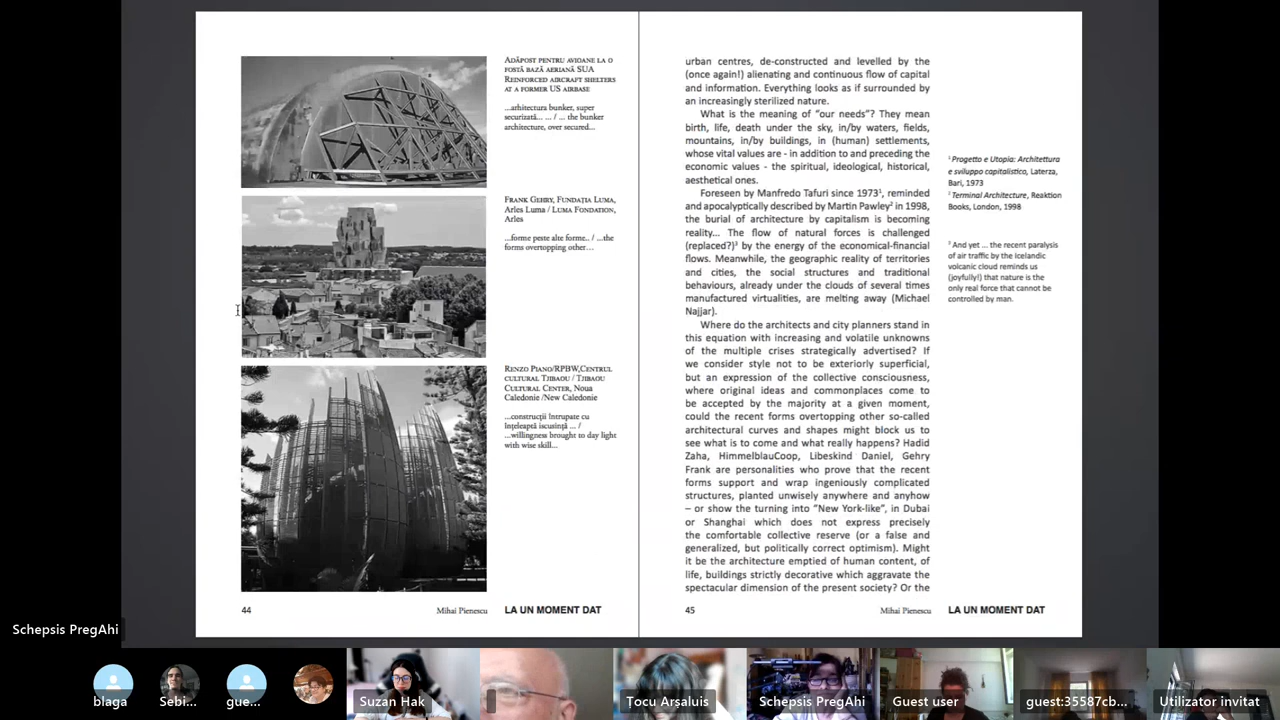 ADĂPOST PENTRU AVIOANE LA O
FOSTĂ BAZĂ AERIANĂ SUA
REINFORCED AIRCRAFT SHELTERS
AT A FORMER US AIRBASE
...arhitectura bunker, super
securizată... ... / ... the bunker
architecture, over secured...
FRANK GEHRY, FUNDAȚIA LUMA,
Arles Luma / LUMA FONDATION,
Arles
...forme peste alte forme.. / ...the
forms overtopping other...
RENZO PIANO/RPBW,CENTRUL
CULTURAL TJIBAOU / TJIBAOU
CULTURAL CENTER, Noua
Caledonie /New Caledonie
...construcții întrupate cu
înțeleaptă iscusință ... /
...willingness brought to day light
with wise skill...
44
Mihai Pienescu
LA UN MOMENT DAT
urban centres, de-constructed and levelled by the
(once again!) alienating and continuous flow of capital
and information. Everything looks as if surrounded by
an increasingly sterilized nature.
What is the meaning of “our needs”? They mean
birth, life, death under the sky, in/by waters, fields,
mountains, in/by buildings, in (human) settlements,
whose vital values are - in addition to and preceding the
economic values - the spiritual, ideological, historical,
aesthetical ones.
Foreseen by Manfredo Tafuri since 1973¹, reminded
and apocalyptically described by Martin Pawley² in 1998,
the burial of architecture by capitalism is becoming
reality... The flow of natural forces is challenged
(replaced?)³ by the energy of the economical-financial
flows. Meanwhile, the geographic reality of territories
and cities, the social structures and traditional
behaviours, already under the clouds of several times
manufactured virtualities, are melting away (Michael
Najjar).
Where do the architects and city planners stand in
this equation with increasing and volatile unknowns
of the multiple crises strategically advertised? If
we consider style not to be exteriorly superficial,
but an expression of the collective consciousness,
where original ideas and commonplaces come to
be accepted by the majority at a given moment,
could the recent forms overtopping other so-called
architectural curves and shapes might block us to
see what is to come and what really happens? Hadid
Zaha, HimmelblauCoop, Libeskind Daniel, Gehry
Frank are personalities who prove that the recent
forms support and wrap ingeniously complicated
structures, planted unwisely anywhere and anyhow
– or show the turning into “New York-like”, in Dubai
or Shanghai which does not express precisely
the comfortable collective reserve (or a false and
generalized, but politically correct optimism). Might
it be the architecture emptied of human content, of
life, buildings strictly decorative which aggravate the
spectacular dimension of the present society? Or the
¹ Progetto e Utopia: Architettura
e sviluppo capitalistico, Laterza,
Bari, 1973
² Terminal Architecture, Reaktion
Books, London, 1998
³ And yet ... the recent paralysis
of air traffic by the Icelandic
volcanic cloud reminds us
(joyfully!) that nature is the
only real force that cannot be
controlled by man.
45
Mihai Pienescu
LA UN MOMENT DAT
Schepsis PregAhi
blaga
Sebi...
gue...
Suzan Hak
Tocu Arșaluis
Schepsis PregAhi
Guest user
guest:35587cb...
Utilizator invitat